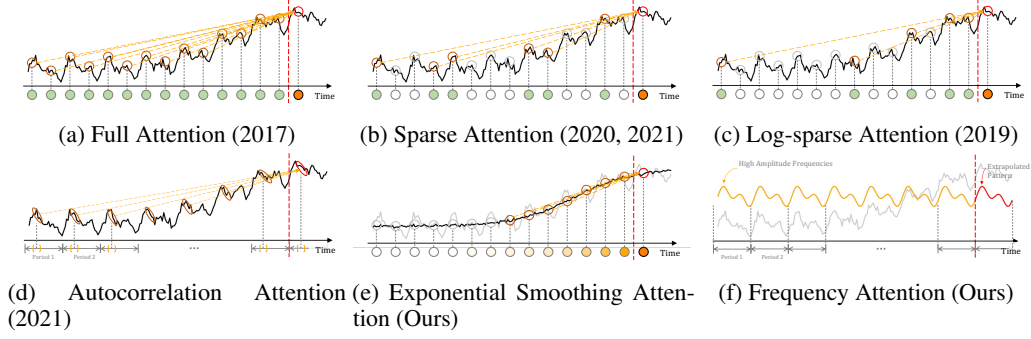 Time
Time
Time
(a) Full Attention (2017)
(b) Sparse Attention (2020, 2021)
(c) Log-sparse Attention (2019)
High Amplitude Frequencies
Extrapolated
Pattern
...
...
Time
Time
Time
Period 1
Period 2
Period 1
Period 2
(d) Autocorrelation Attention
(2021)
(e) Exponential Smoothing Atten-
tion (Ours)
(f) Frequency Attention (Ours)